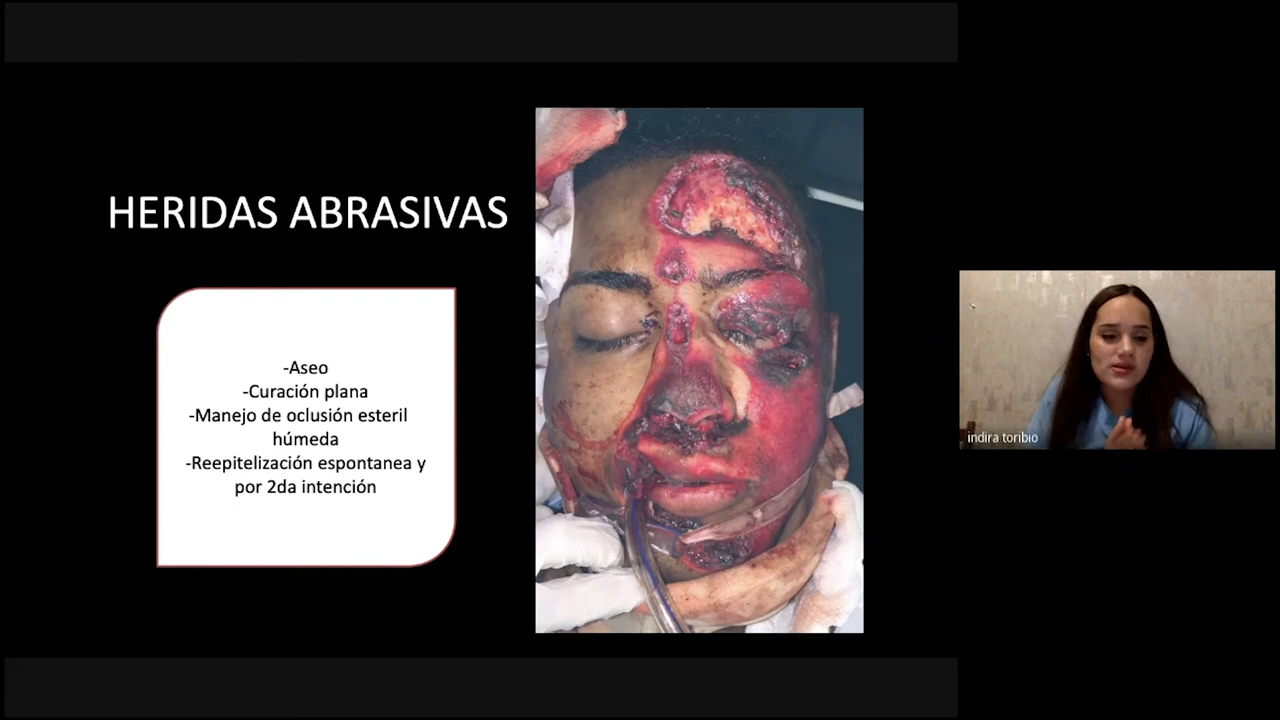 HERIDAS ABRASIVAS
-Aseo
-Curación plana
-Manejo de oclusión esteril
húmeda
-Reepitelización espontanea y
por 2da intención
indira toribio